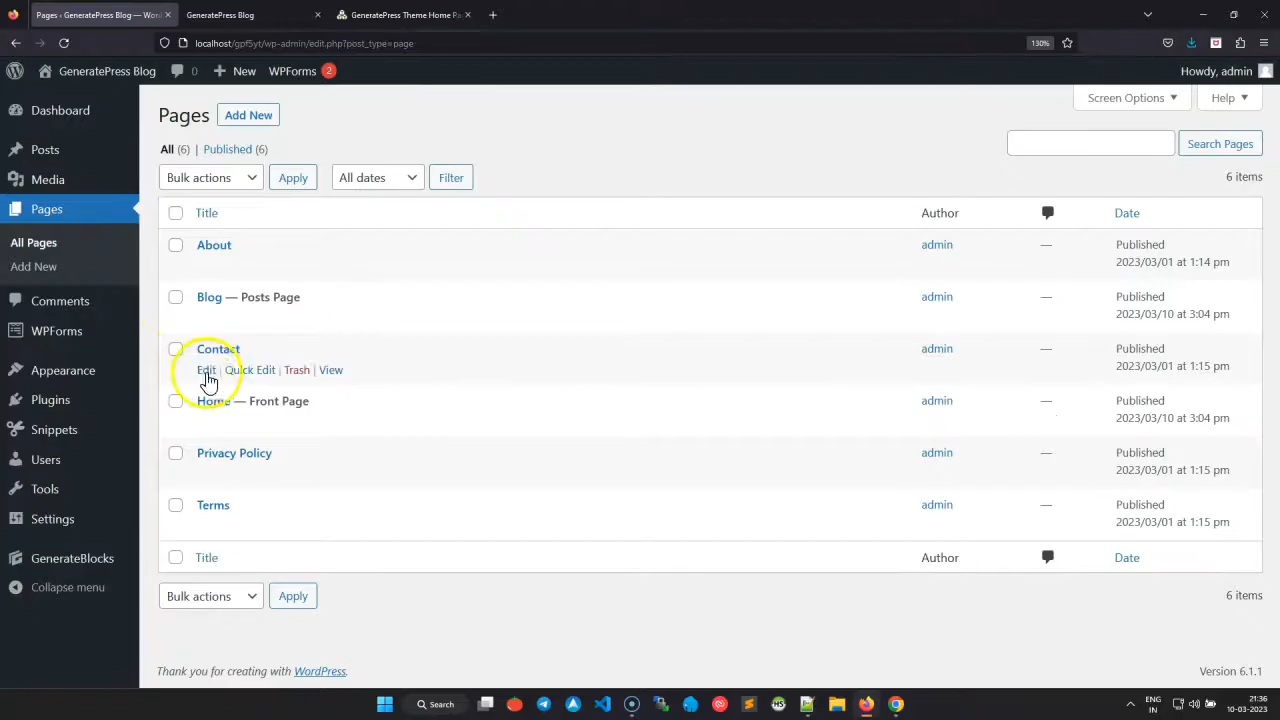 Pages ‹ GeneratePress Blog — Wor
GeneratePress Blog
GeneratePress Theme Home Pa
localhost/gpf5yt/wp-admin/edit.php?post_type=page
130%
GeneratePress Blog
0
New
WPForms 2
Howdy, admin
Dashboard
Posts
Media
Pages
All Pages
Add New
Comments
WPForms
Appearance
Plugins
Snippets
Users
Tools
Settings
GenerateBlocks
Collapse menu
Screen Options
Help
Pages
Add New
All (6) | Published (6)
Search Pages
Bulk actions
Apply
All dates
Filter
6 items
Title
Author
Date
About
admin
—
Published
2023/03/01 at 1:14 pm
Blog — Posts Page
admin
—
Published
2023/03/10 at 3:04 pm
Contact
Edit | Quick Edit | Trash | View
admin
—
Published
2023/03/01 at 1:15 pm
Home — Front Page
admin
—
Published
2023/03/10 at 3:04 pm
Privacy Policy
admin
—
Published
2023/03/01 at 1:15 pm
Terms
admin
—
Published
2023/03/01 at 1:15 pm
Title
Author
Date
Bulk actions
Apply
6 items
Thank you for creating with WordPress.
Version 6.1.1
Search
ENG
IN
21:36
10-03-2023